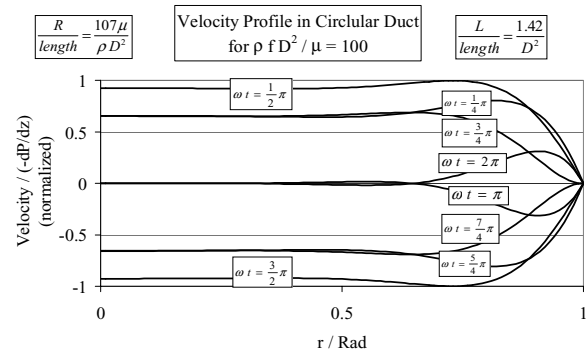 R/length = 107μ/ρ D²
Velocity Profile in Circlular Duct
for ρ f D² / μ = 100
L/length = 1.42/D²
Velocity / (-dP/dz)
(normalized)
1
0.5
0
-0.5
-1
ω t = 1/2 π
ω t = 1/4 π
ω t = 3/4 π
ω t = 2π
ω t = π
ω t = 7/4 π
ω t = 5/4 π
ω t = 3/2 π
0
0.5
1
r / Rad